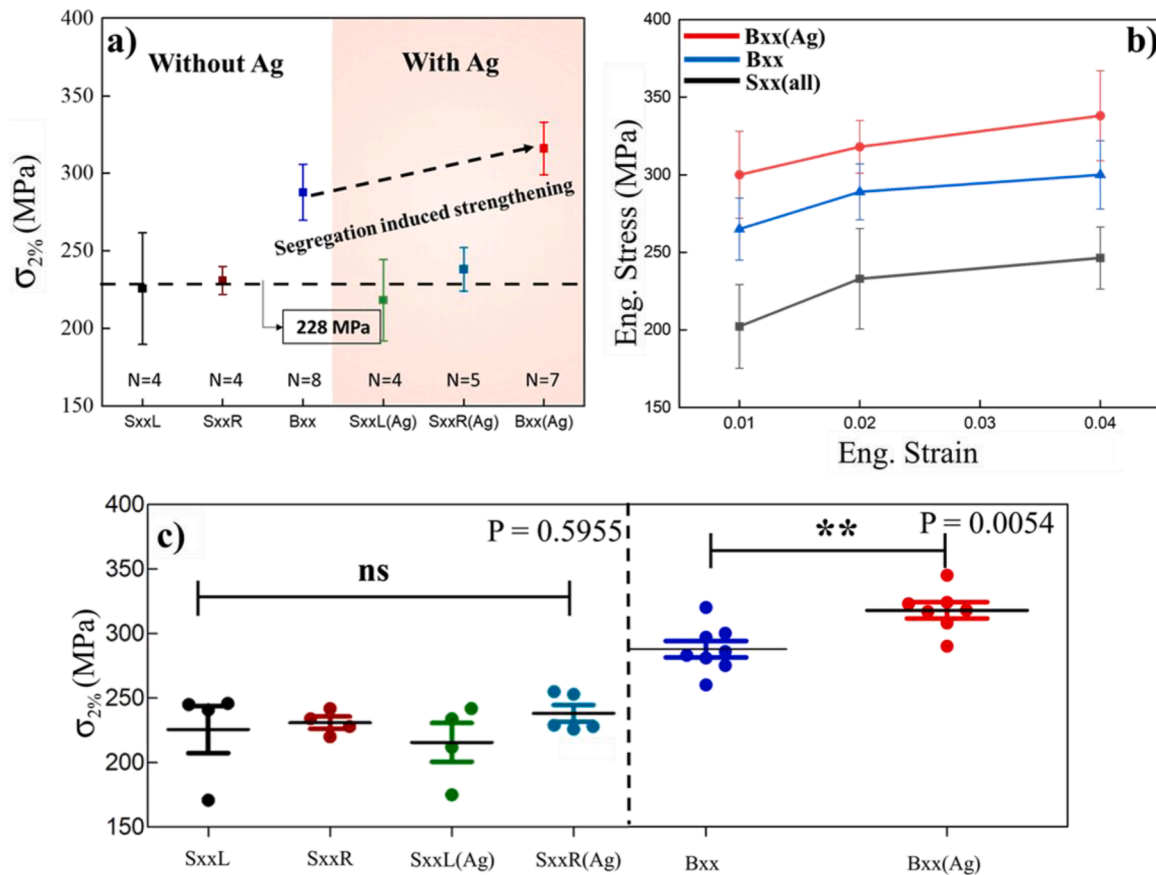 a)
Without Ag
With Ag
400
350
300
250
200
150
σ2% (MPa)
Segregation induced strengthening
228 MPa
N=4
N=4
N=8
N=4
N=5
N=7
SxxL
SxxR
Bxx
SxxL(Ag)
SxxR(Ag)
Bxx(Ag)
b)
Bxx(Ag)
Bxx
Sxx(all)
400
350
300
250
200
150
Eng. Stress (MPa)
0.01
0.02
0.03
0.04
Eng. Strain
c)
P = 0.5955
P = 0.0054
ns
**
400
350
300
250
200
150
σ2% (MPa)
SxxL
SxxR
SxxL(Ag)
SxxR(Ag)
Bxx
Bxx(Ag)